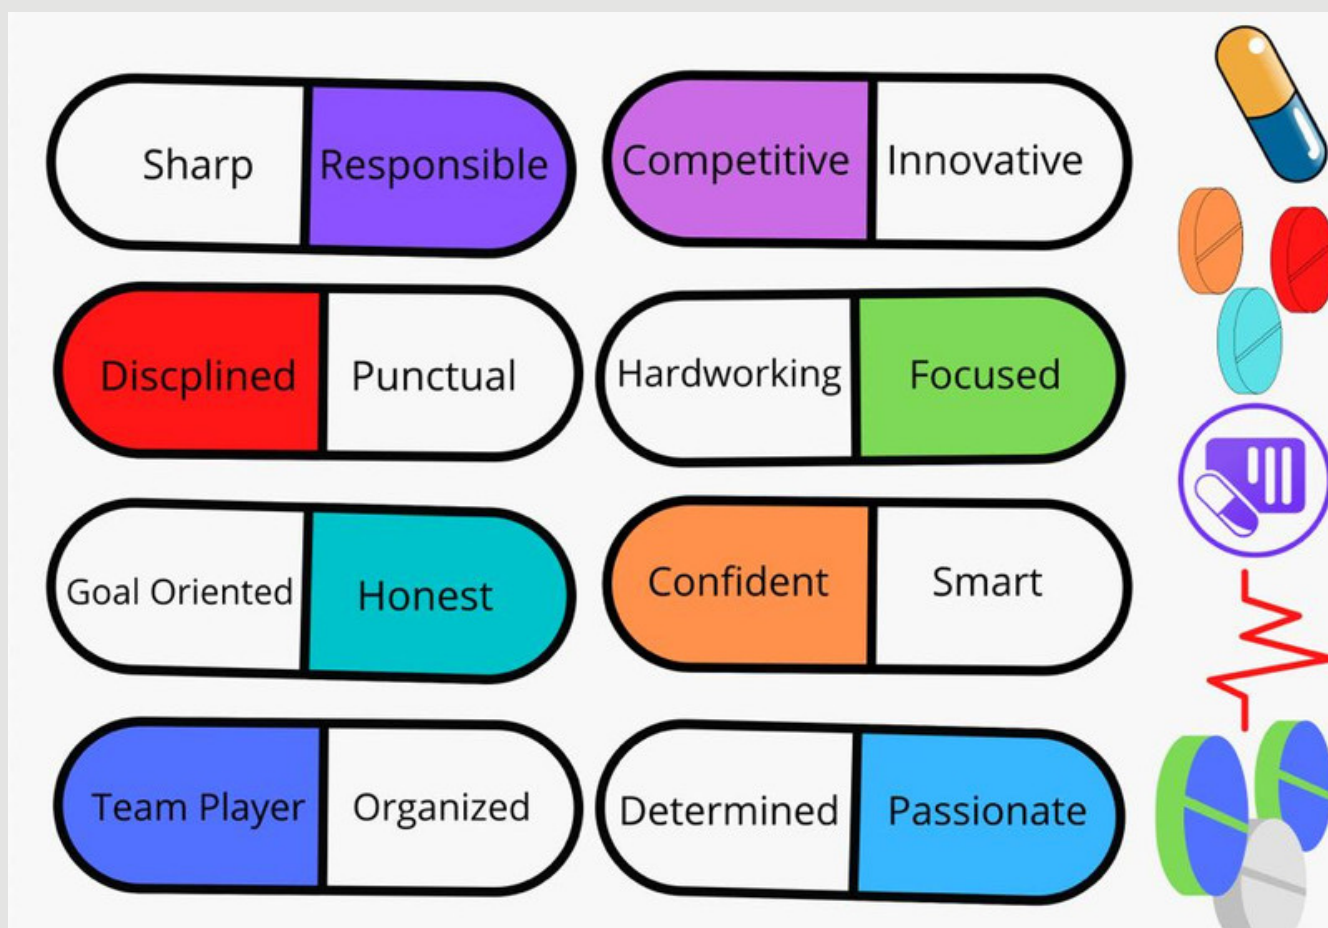 Sharp Responsible
Competitive Innovative
Discplined Punctual
Hardworking Focused
Goal Oriented Honest
Confident Smart
Team Player Organized
Determined Passionate